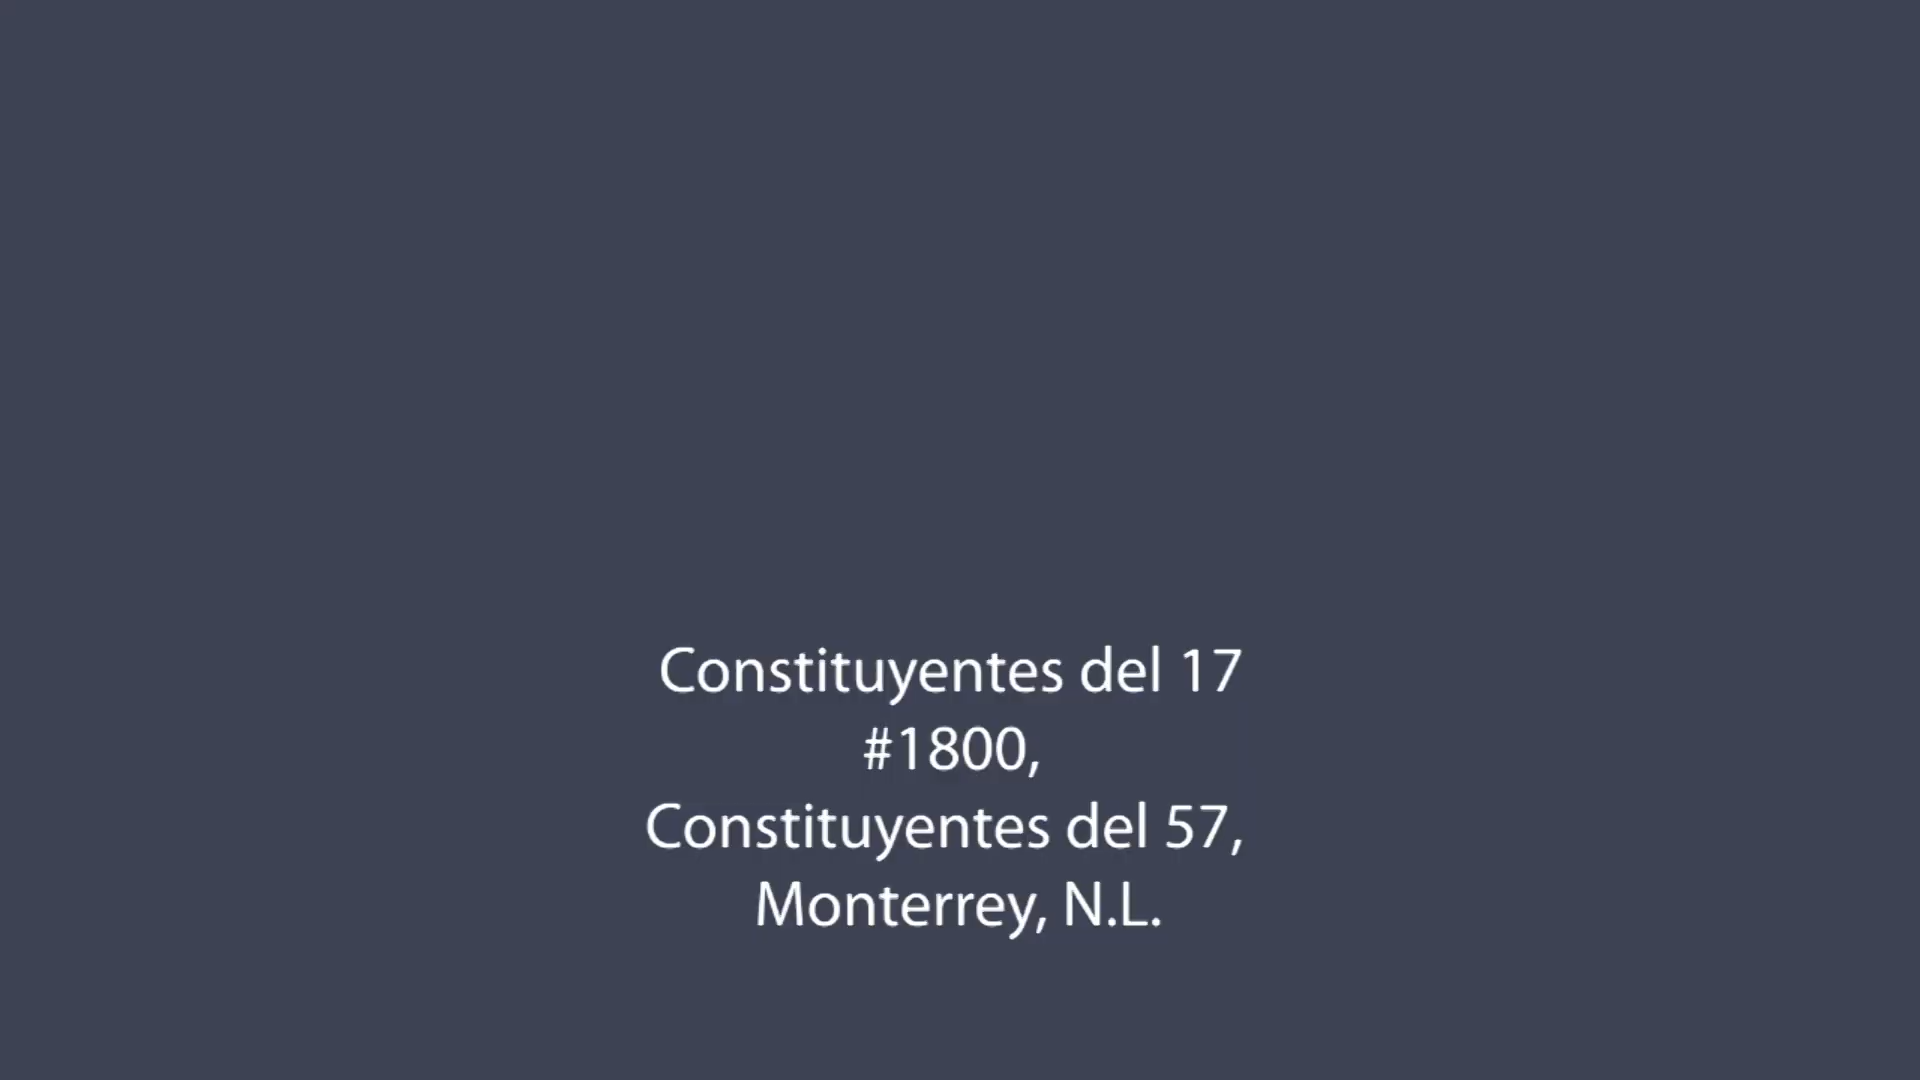 Constituyentes del 17
#1800,
Constituyentes del 57,
Monterrey, N.L.